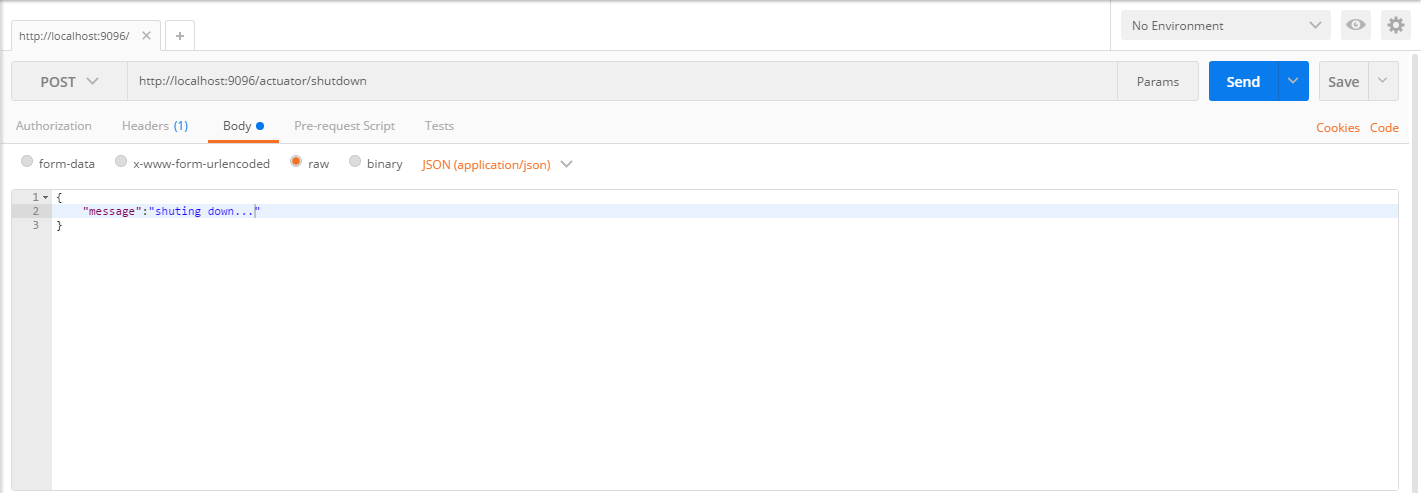 http://localhost:9096/ ✕ +
No Environment
POST http://localhost:9096/actuator/shutdown Params Send Save
Authorization Headers (1) Body Pre-request Script Tests Cookies Code
form-data x-www-form-urlencoded raw binary JSON (application/json)
1 {
2 "message":"shuting down..."
3 }